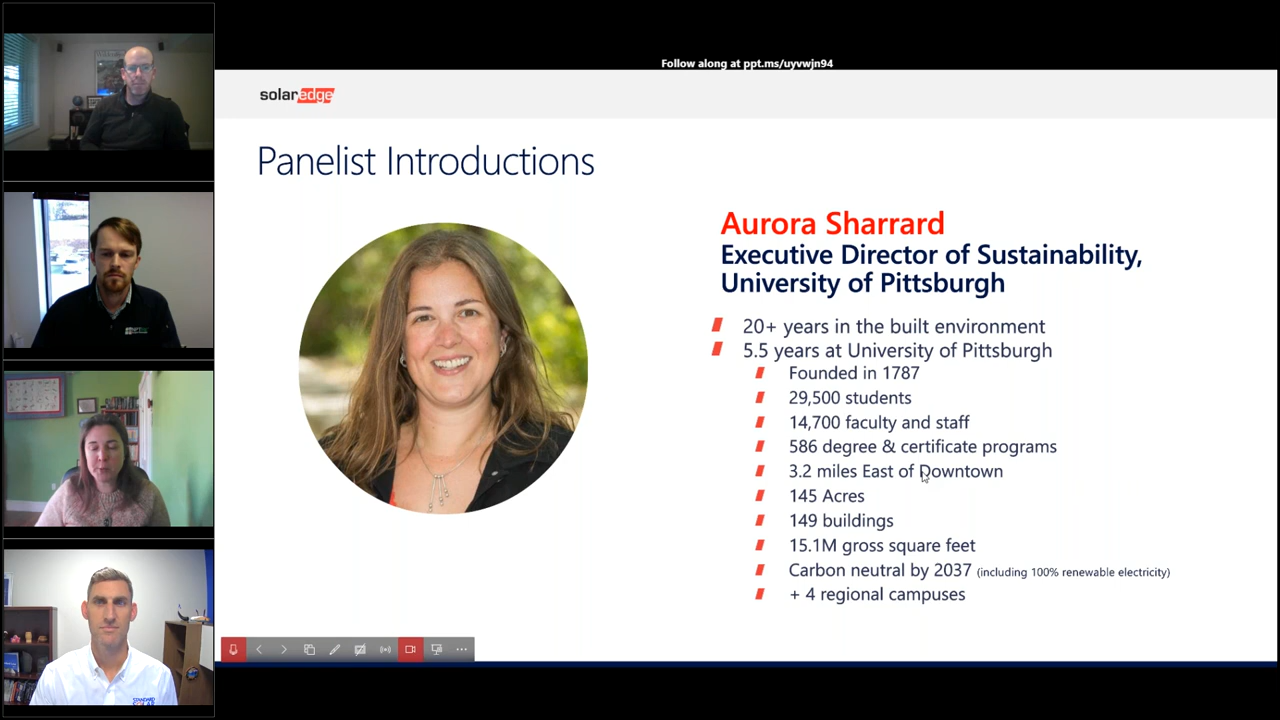 Follow along at ppt.ms/uyvwjn94
solaredge
Panelist Introductions
Aurora Sharrard
Executive Director of Sustainability,
University of Pittsburgh
20+ years in the built environment
5.5 years at University of Pittsburgh
Founded in 1787
29,500 students
14,700 faculty and staff
586 degree & certificate programs
3.2 miles East of Downtown
145 Acres
149 buildings
15.1M gross square feet
Carbon neutral by 2037 (including 100% renewable electricity)
+ 4 regional campuses
STANDARD
SOLAR